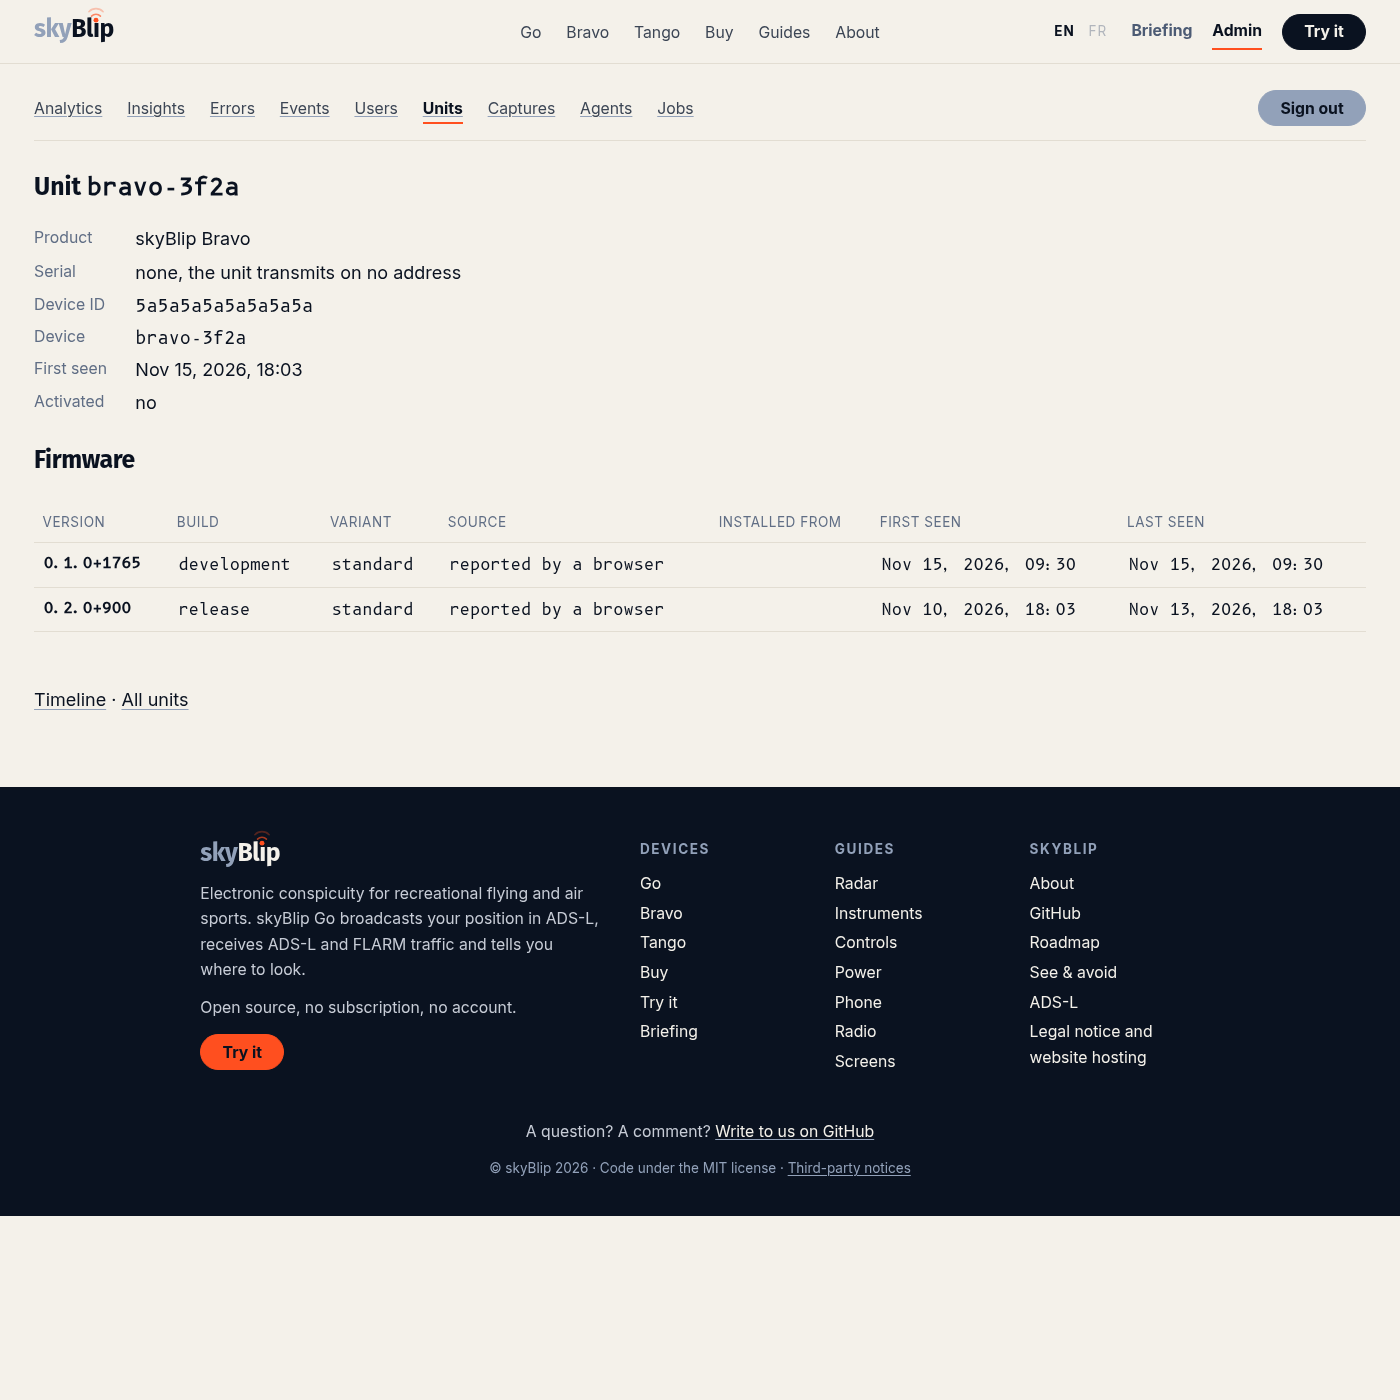 skyBlip
Go Bravo Tango Buy Guides About
EN FR Briefing Admin Try it
Analytics Insights Errors Events Users Units Captures Agents Jobs Sign out
Unit bravo-3f2a
Product skyBlip Bravo
Serial none, the unit transmits on no address
Device ID 5a5a5a5a5a5a5a5a
Device bravo-3f2a
First seen Nov 15, 2026, 18:03
Activated no
Firmware
VERSION BUILD VARIANT SOURCE INSTALLED FROM FIRST SEEN LAST SEEN
0.1.0+1765 development standard reported by a browser Nov 15, 2026, 09:30 Nov 15, 2026, 09:30
0.2.0+900 release standard reported by a browser Nov 10, 2026, 18:03 Nov 13, 2026, 18:03
Timeline · All units
skyBlip
Electronic conspicuity for recreational flying and air
sports. skyBlip Go broadcasts your position in ADS-L,
receives ADS-L and FLARM traffic and tells you
where to look.
Open source, no subscription, no account.
Try it
DEVICES
Go
Bravo
Tango
Buy
Try it
Briefing
GUIDES
Radar
Instruments
Controls
Power
Phone
Radio
Screens
SKYBLIP
About
GitHub
Roadmap
See & avoid
ADS-L
Legal notice and
website hosting
A question? A comment? Write to us on GitHub
© skyBlip 2026 · Code under the MIT license · Third-party notices